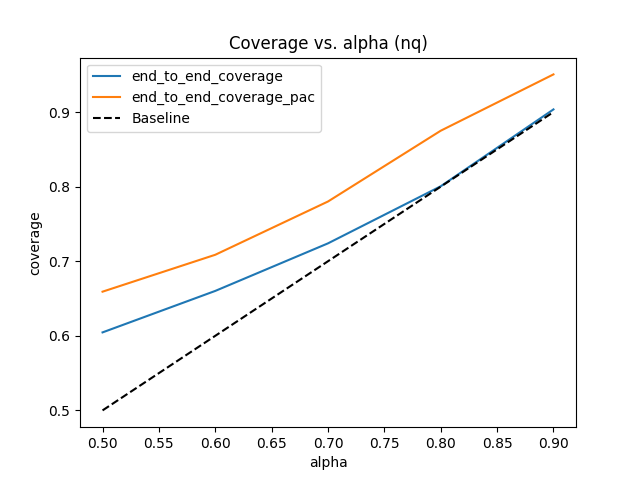 Coverage vs. alpha (nq)
end_to_end_coverage
end_to_end_coverage_pac
Baseline
coverage
0.9
0.8
0.7
0.6
0.5
0.50 0.55 0.60 0.65 0.70 0.75 0.80 0.85 0.90
alpha